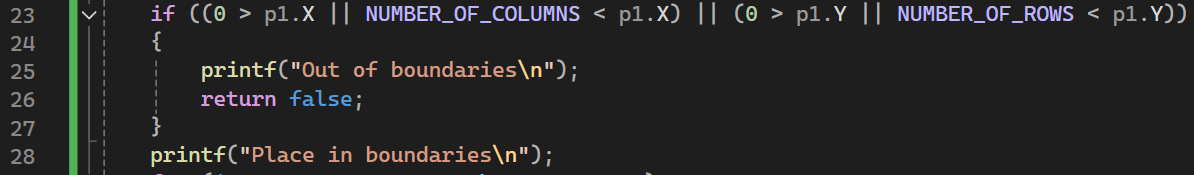 23 if ((0 > p1.X || NUMBER_OF_COLUMNS < p1.X) || (0 > p1.Y || NUMBER_OF_ROWS < p1.Y))
24 {
25 printf("Out of boundaries\n");
26 return false;
27 }
28 printf("Place in boundaries\n");